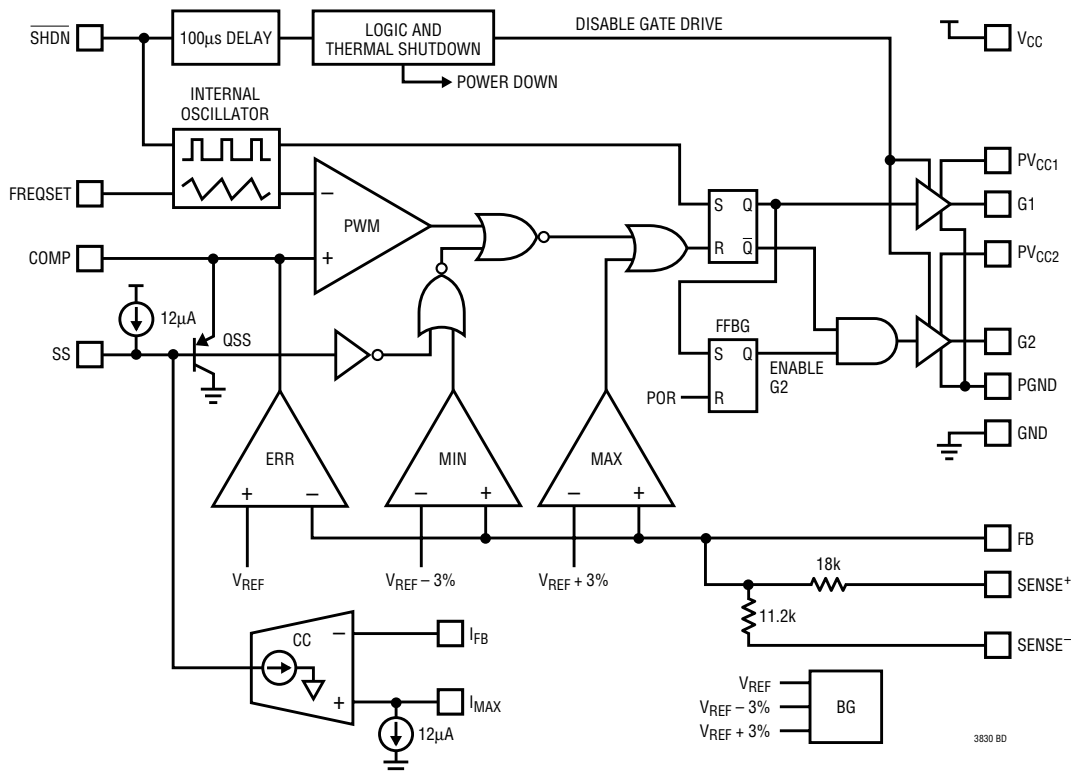 SHDN
100µs DELAY
LOGIC AND
THERMAL SHUTDOWN
DISABLE GATE DRIVE
VCC
POWER DOWN
INTERNAL
OSCILLATOR
PVCC1
FREQSET
–
S Q
G1
PWM
COMP
+
R Q
PVCC2
12µA
QSS
FFBG
SS
S Q
ENABLE
G2
G2
POR
R
PGND
GND
ERR
MIN
MAX
+ –
– +
– +
FB
VREF
VREF – 3%
VREF + 3%
18k
SENSE+
11.2k
CC
–
IFB
SENSE–
+
IMAX
12µA
VREF
VREF – 3%
VREF + 3%
BG
3830 BD